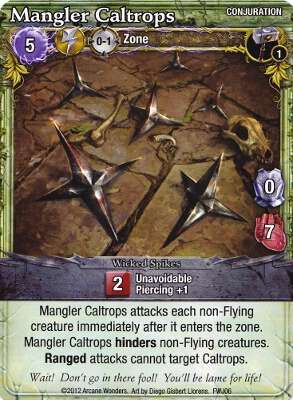 Mangler Caltrops
CONJURATION
5
0-1
Zone
1
0
7
Wicked Spikes
2
Unavoidable
Piercing +1
Mangler Caltrops attacks each non-Flying
creature immediately after it enters the zone.
Mangler Caltrops hinders non-Flying creatures.
Ranged attacks cannot target Caltrops.
Wait! Don't go in there fool! You'll be lame for life!
©2012 Arcane Wonders. Art by Diego Gisbert Llorens. FWJ06